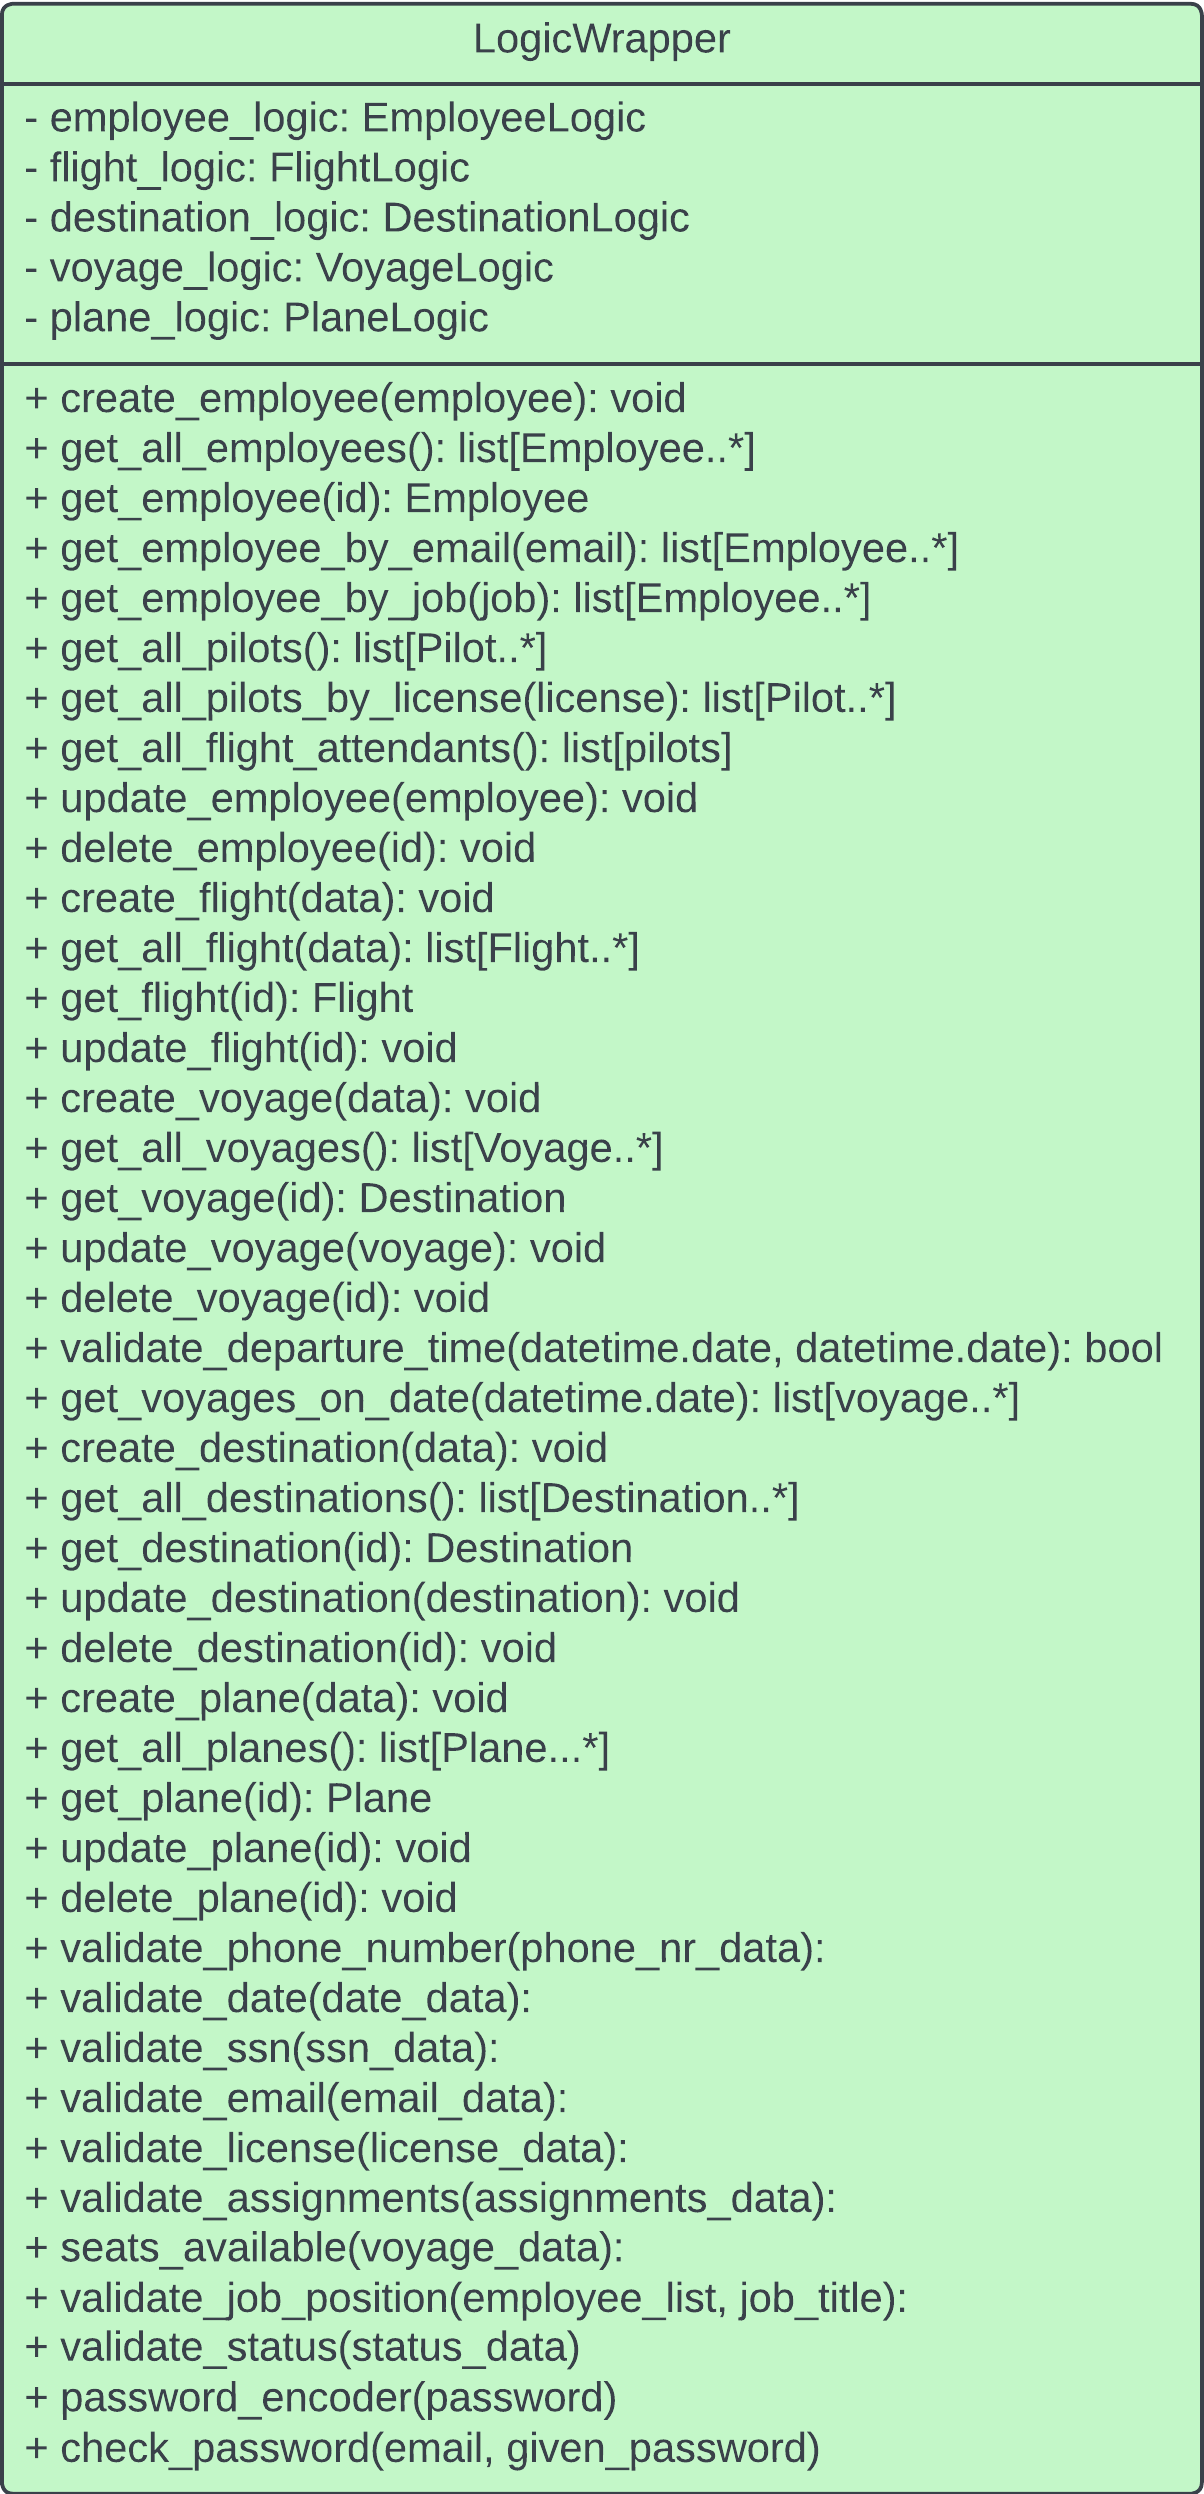 LogicWrapper
- employee_logic: EmployeeLogic
- flight_logic: FlightLogic
- destination_logic: DestinationLogic
- voyage_logic: VoyageLogic
- plane_logic: PlaneLogic
+ create_employee(employee): void
+ get_all_employees(): list[Employee..*]
+ get_employee(id): Employee
+ get_employee_by_email(email): list[Employee..*]
+ get_employee_by_job(job): list[Employee..*]
+ get_all_pilots(): list[Pilot..*]
+ get_all_pilots_by_license(license): list[Pilot..*]
+ get_all_flight_attendants(): list[pilots]
+ update_employee(employee): void
+ delete_employee(id): void
+ create_flight(data): void
+ get_all_flight(data): list[Flight..*]
+ get_flight(id): Flight
+ update_flight(id): void
+ create_voyage(data): void
+ get_all_voyages(): list[Voyage..*]
+ get_voyage(id): Destination
+ update_voyage(voyage): void
+ delete_voyage(id): void
+ validate_departure_time(datetime.date, datetime.date): bool
+ get_voyages_on_date(datetime.date): list[voyage..*]
+ create_destination(data): void
+ get_all_destinations(): list[Destination..*]
+ get_destination(id): Destination
+ update_destination(destination): void
+ delete_destination(id): void
+ create_plane(data): void
+ get_all_planes(): list[Plane...*]
+ get_plane(id): Plane
+ update_plane(id): void
+ delete_plane(id): void
+ validate_phone_number(phone_nr_data):
+ validate_date(date_data):
+ validate_ssn(ssn_data):
+ validate_email(email_data):
+ validate_license(license_data):
+ validate_assignments(assignments_data):
+ seats_available(voyage_data):
+ validate_job_position(employee_list, job_title):
+ validate_status(status_data)
+ password_encoder(password)
+ check_password(email, given_password)